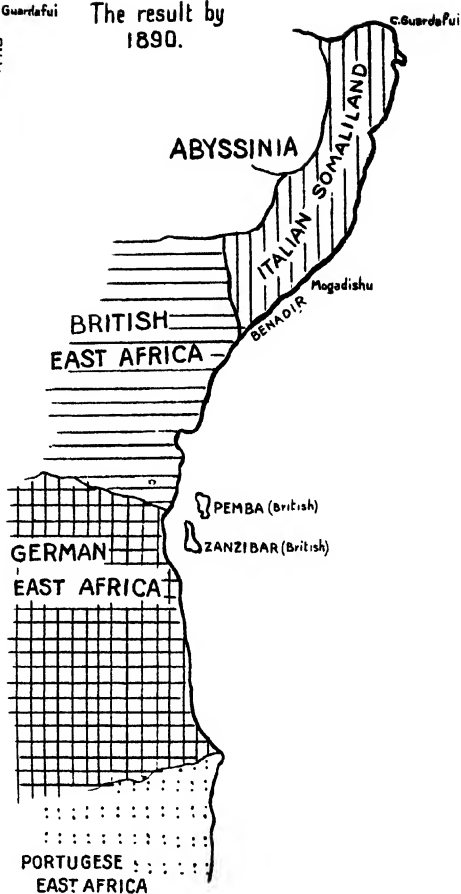 Guardafui
The result by
1890.
C. Guardafui
ABYSSINIA
ITALIAN SOMALILAND
Mogadishu
BENADIR
BRITISH
EAST AFRICA
PEMBA (British)
ZANZIBAR (British)
GERMAN
EAST AFRICA
PORTUGESE
EAST AFRICA